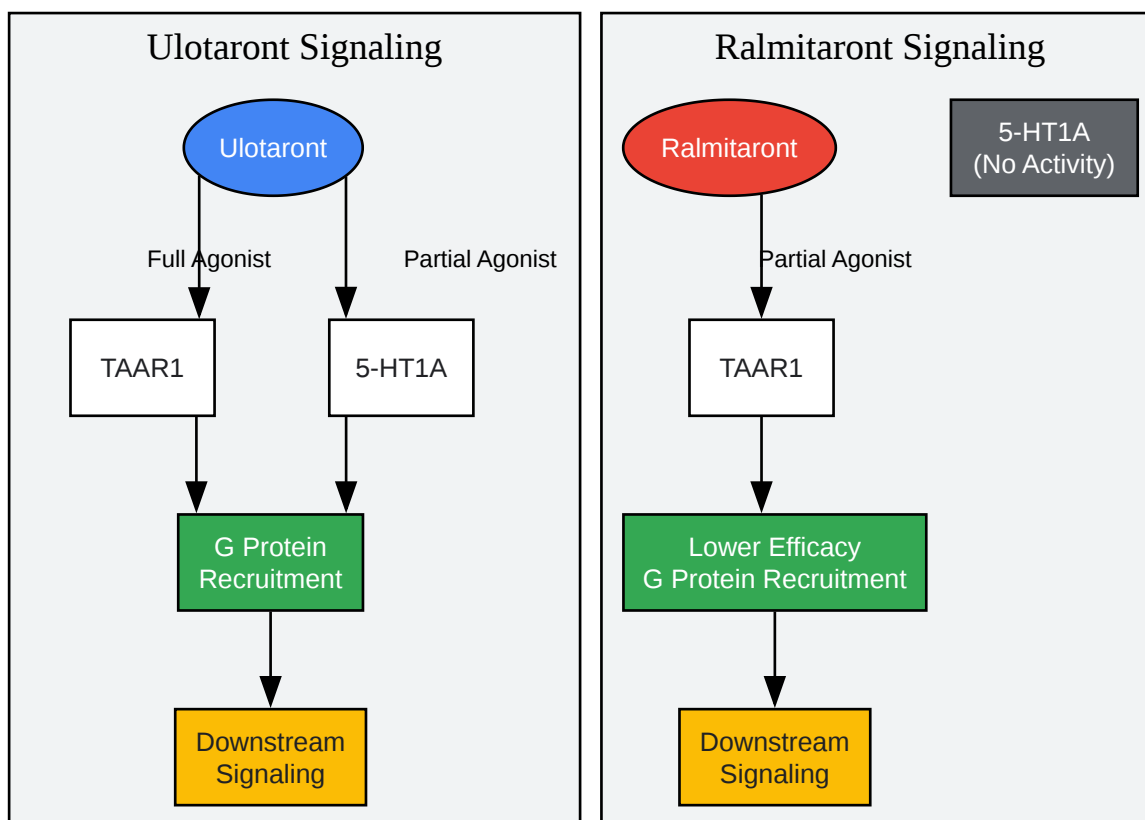 Ulotaront Signaling
Ulotaront
Full Agonist
Partial Agonist
TAAR1
5-HT1A
G Protein
Recruitment
Downstream
Signaling
Ralmitaront Signaling
Ralmitaront
5-HT1A
(No Activity)
Partial Agonist
TAAR1
Lower Efficacy
G Protein Recruitment
Downstream
Signaling